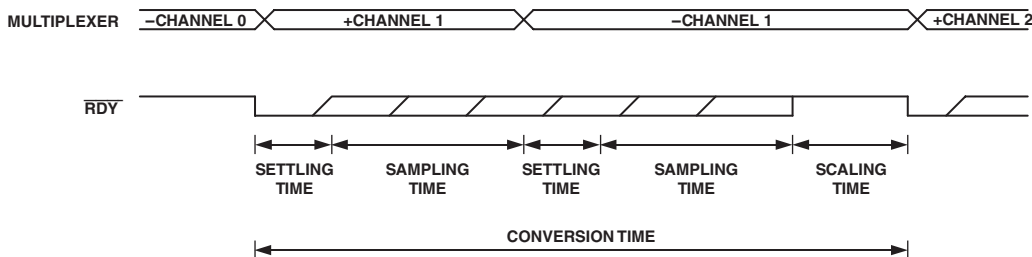 MULTIPLEXER
–CHANNEL 0
+CHANNEL 1
–CHANNEL 1
+CHANNEL 2
RDY
SETTLING
TIME
SAMPLING
TIME
SETTLING
TIME
SAMPLING
TIME
SCALING
TIME
CONVERSION TIME